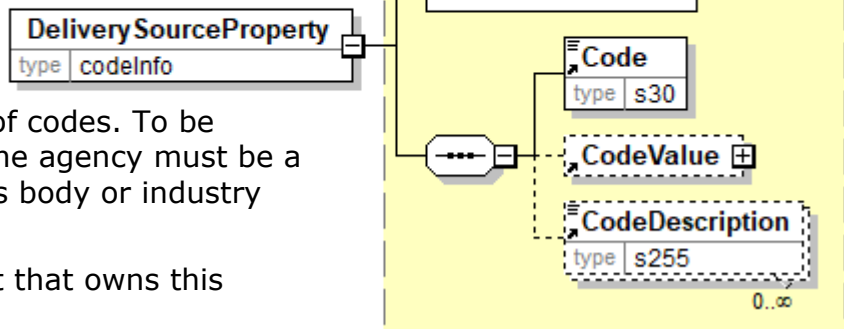 DeliverySourceProperty
type codeInfo
of codes. To be
agency must be a
body or industry
that owns this
Code
type s30
CodeValue
CodeDescription
type s255
0..∞